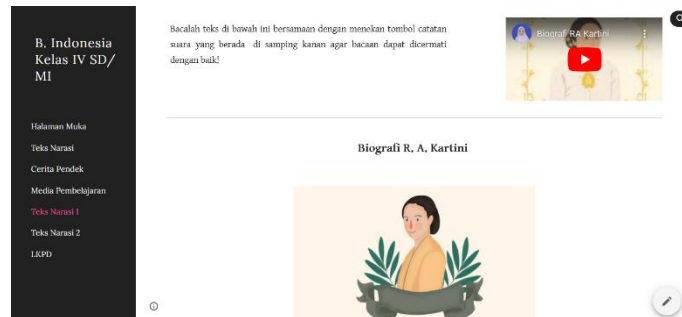 B. Indonesia
Kelas IV SD/
MI
Halaman Muka
Teks Narasi
Cerita Pendek
Media Pembelajaran
Teks Narasi 1
Teks Narasi 2
LKPD
Bacalah teks di bawah ini bersamaan dengan menekan tombol catatan
suara yang berada di samping kanan agar bacaan dapat dicermati
dengan baik!
Biografi RA Kartini
Biografi R, A, Kartini